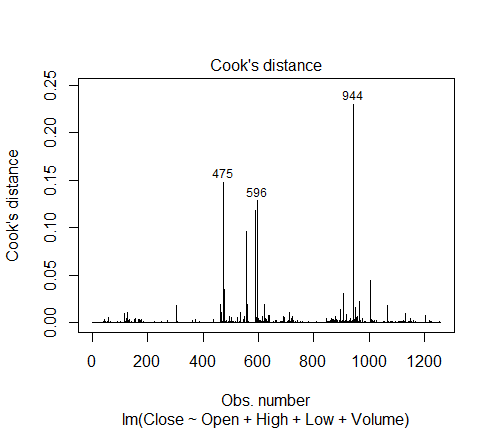 Cook's distance
Cook's distance
0.25
0.20
0.15
0.10
0.05
0.00
944
475
596
0 200 400 600 800 1000 1200
Obs. number
lm(Close ~ Open + High + Low + Volume)